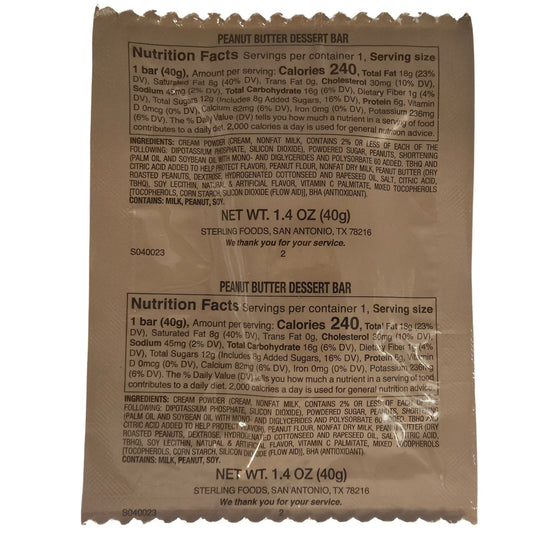 PEANUT BUTTER DESSERT BAR
Nutrition Facts Servings per container 1, Serving size
1 bar (40g), Amount per serving: Calories 240, Total Fat 18g (23%
DV), Saturated Fat 8g (40% DV), Trans Fat 0g, Cholesterol 30mg (10% DV),
Sodium 45mg (2% DV), Total Carbohydrate 16g (6% DV), Dietary Fiber 1g (4%
DV), Total Sugars 12g (Includes 8g Added Sugars, 16% DV), Protein 6g, Vitamin
D 0mcg (0% DV), Calcium 82mg (6% DV), Iron 0mg (0% DV), Potassium 236mg
(6% DV). The % Daily Value (DV) tells you how much a nutrient in a serving of food
contributes to a daily diet. 2,000 calories a day is used for general nutrition advice.
INGREDIENTS: CREAM POWDER (CREAM, NONFAT MILK, CONTAINS 2% OR LESS OF EACH OF THE
FOLLOWING: DIPOTASSIUM PHOSPHATE, SILICON DIOXIDE), POWDERED SUGAR, PEANUTS, SHORTENING
(PALM OIL AND SOYBEAN OIL WITH MONO- AND DIGLYCERIDES AND POLYSORBATE 60 ADDED. TBHQ AND
CITRIC ACID ADDED TO HELP PROTECT FLAVOR), PEANUT FLOUR, NONFAT DRY MILK, PEANUT BUTTER (DRY
ROASTED PEANUTS, DEXTROSE, HYDROGENATED COTTONSEED AND RAPESEED OIL, SALT, CITRIC ACID,
TBHQ), SOY LECITHIN, NATURAL & ARTIFICIAL FLAVOR, VITAMIN C PALMITATE, MIXED TOCOPHEROLS
[TOCOPHEROLS, CORN STARCH, SILICON DIOXIDE (FLOW AID)], BHA (ANTIOXIDANT).
CONTAINS: MILK, PEANUT, SOY.
NET WT. 1.4 OZ (40g)
STERLING FOODS, SAN ANTONIO, TX 78216
We thank you for your service.
S040023 2
PEANUT BUTTER DESSERT BAR
Nutrition Facts Servings per container 1, Serving size
1 bar (40g), Amount per serving: Calories 240, Total Fat 18g (23%
DV), Saturated Fat 8g (40% DV), Trans Fat 0g, Cholesterol 30mg (10% DV),
Sodium 45mg (2% DV), Total Carbohydrate 16g (6% DV), Dietary Fiber 1g (4%
DV), Total Sugars 12g (Includes 8g Added Sugars, 16% DV), Protein 6g, Vitamin
D 0mcg (0% DV), Calcium 82mg (6% DV), Iron 0mg (0% DV), Potassium 236mg
(6% DV). The % Daily Value (DV) tells you how much a nutrient in a serving of food
contributes to a daily diet. 2,000 calories a day is used for general nutrition advice.
INGREDIENTS: CREAM POWDER (CREAM, NONFAT MILK, CONTAINS 2% OR LESS OF EACH OF THE
FOLLOWING: DIPOTASSIUM PHOSPHATE, SILICON DIOXIDE), POWDERED SUGAR, PEANUTS, SHORTENING
(PALM OIL AND SOYBEAN OIL WITH MONO- AND DIGLYCERIDES AND POLYSORBATE 60 ADDED. TBHQ AND
CITRIC ACID ADDED TO HELP PROTECT FLAVOR), PEANUT FLOUR, NONFAT DRY MILK, PEANUT BUTTER (DRY
ROASTED PEANUTS, DEXTROSE, HYDROGENATED COTTONSEED AND RAPESEED OIL, SALT, CITRIC ACID,
TBHQ), SOY LECITHIN, NATURAL & ARTIFICIAL FLAVOR, VITAMIN C PALMITATE, MIXED TOCOPHEROLS
[TOCOPHEROLS, CORN STARCH, SILICON DIOXIDE (FLOW AID)], BHA (ANTIOXIDANT).
CONTAINS: MILK, PEANUT, SOY.
NET WT. 1.4 OZ (40g)
STERLING FOODS, SAN ANTONIO, TX 78216
We thank you for your service.
S040023 2